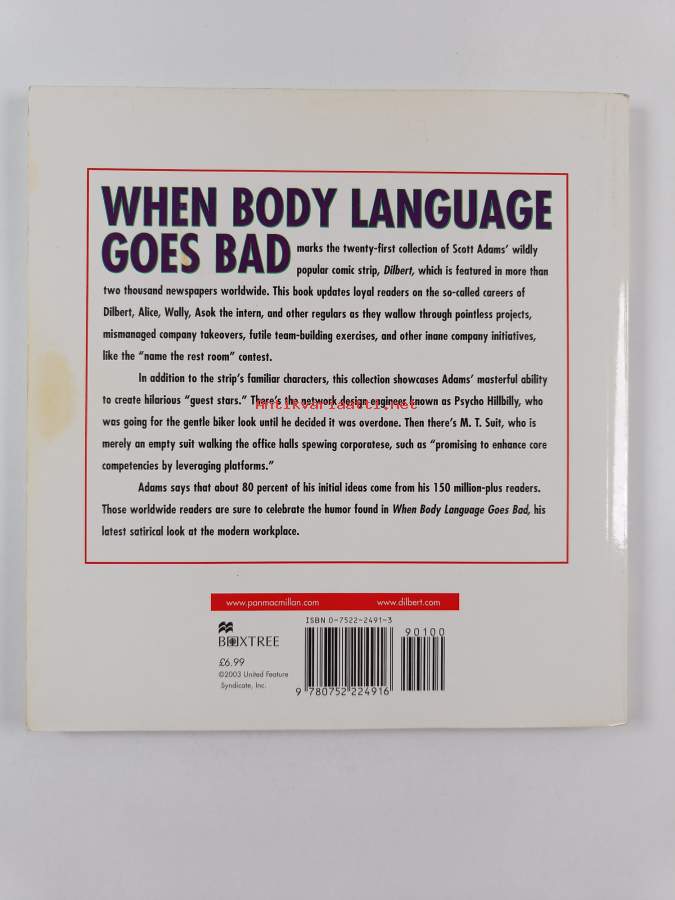 WHEN BODY LANGUAGE
GOES BAD marks the twenty-first collection of Scott Adams' wildly
popular comic strip, Dilbert, which is featured in more than
two thousand newspapers worldwide. This book updates loyal readers on the so-called careers of
Dilbert, Alice, Wally, Asok the intern, and other regulars as they wallow through pointless projects,
mismanaged company takeovers, futile team-building exercises, and other inane company initiatives,
like the "name the rest room" contest.
In addition to the strip's familiar characters, this collection showcases Adams' masterful ability
to create hilarious "guest stars." There's the network design engineer known as Psycho Hillbilly, who
Antikvariaatti.net
was going for the gentle biker look until he decided it was overdone. Then there's M. T. Suit, who is
merely an empty suit walking the office halls spewing corporatese, such as "promising to enhance core
competencies by leveraging platforms."
Adams says that about 80 percent of his initial ideas come from his 150 million-plus readers.
Those worldwide readers are sure to celebrate the humor found in When Body Language Goes Bad, his
latest satirical look at the modern workplace.
www.panmacmillan.com www.dilbert.com
BOXTREE
£6.99
©2003 United Feature
Syndicate, Inc.
ISBN 0-7522-2491-3
90100
9 780752 224916